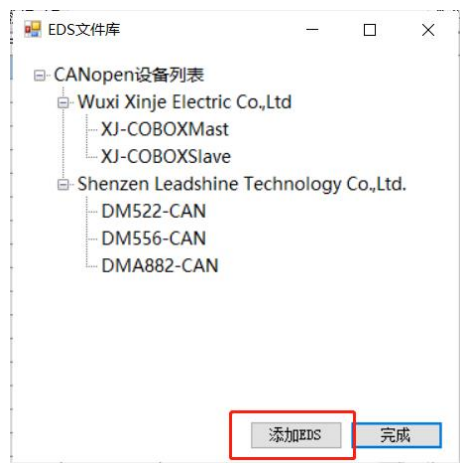 EDS文件库
CANopen设备列表
Wuxi Xinje Electric Co.,Ltd
XJ-COBOXMast
XJ-COBOXSlave
Shenzen Leadshine Technology Co.,Ltd.
DM522-CAN
DM556-CAN
DMA882-CAN
添加EDS 完成